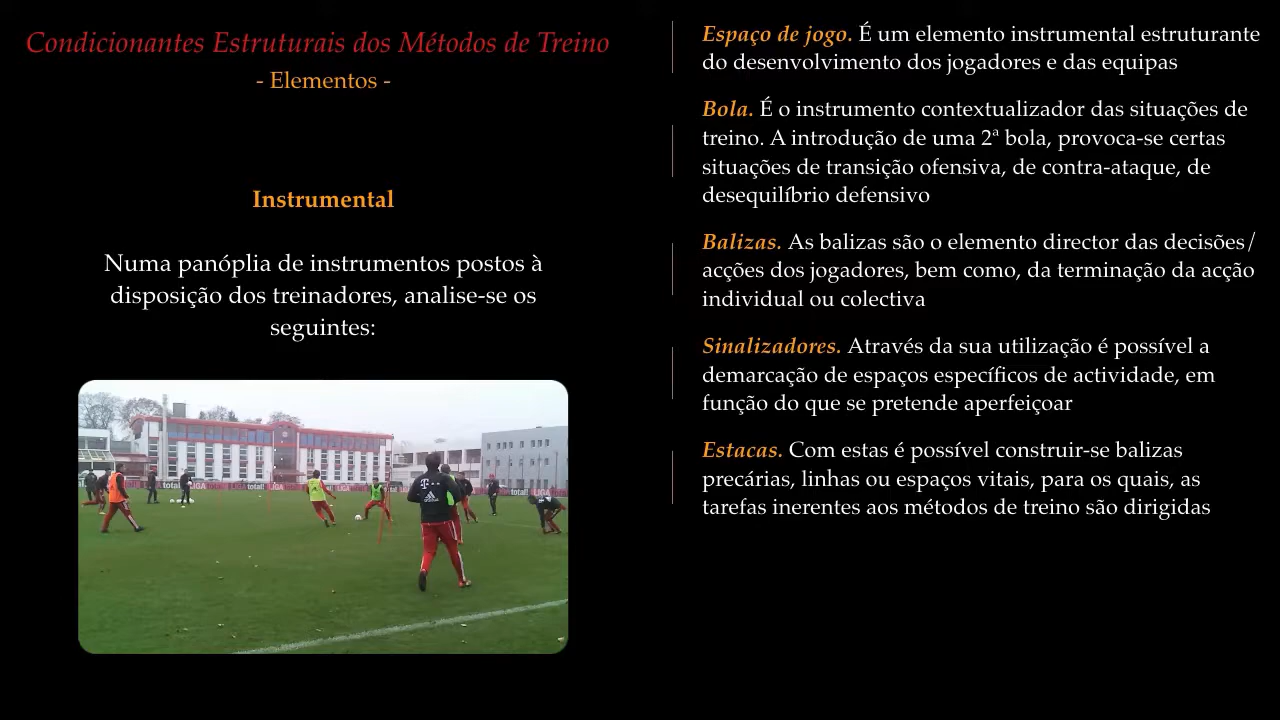 Condicionantes Estruturais dos Métodos de Treino
- Elementos -
Instrumental
Numa panóplia de instrumentos postos à
disposição dos treinadores, analise-se os
seguintes:
Espaço de jogo. É um elemento instrumental estruturante
do desenvolvimento dos jogadores e das equipas
Bola. É o instrumento contextualizador das situações de
treino. A introdução de uma 2ª bola, provoca-se certas
situações de transição ofensiva, de contra-ataque, de
desequilíbrio defensivo
Balizas. As balizas são o elemento director das decisões/
acções dos jogadores, bem como, da terminação da acção
individual ou colectiva
Sinalizadores. Através da sua utilização é possível a
demarcação de espaços específicos de actividade, em
função do que se pretende aperfeiçoar
Estacas. Com estas é possível construir-se balizas
precárias, linhas ou espaços vitais, para os quais, as
tarefas inerentes aos métodos de treino são dirigidas